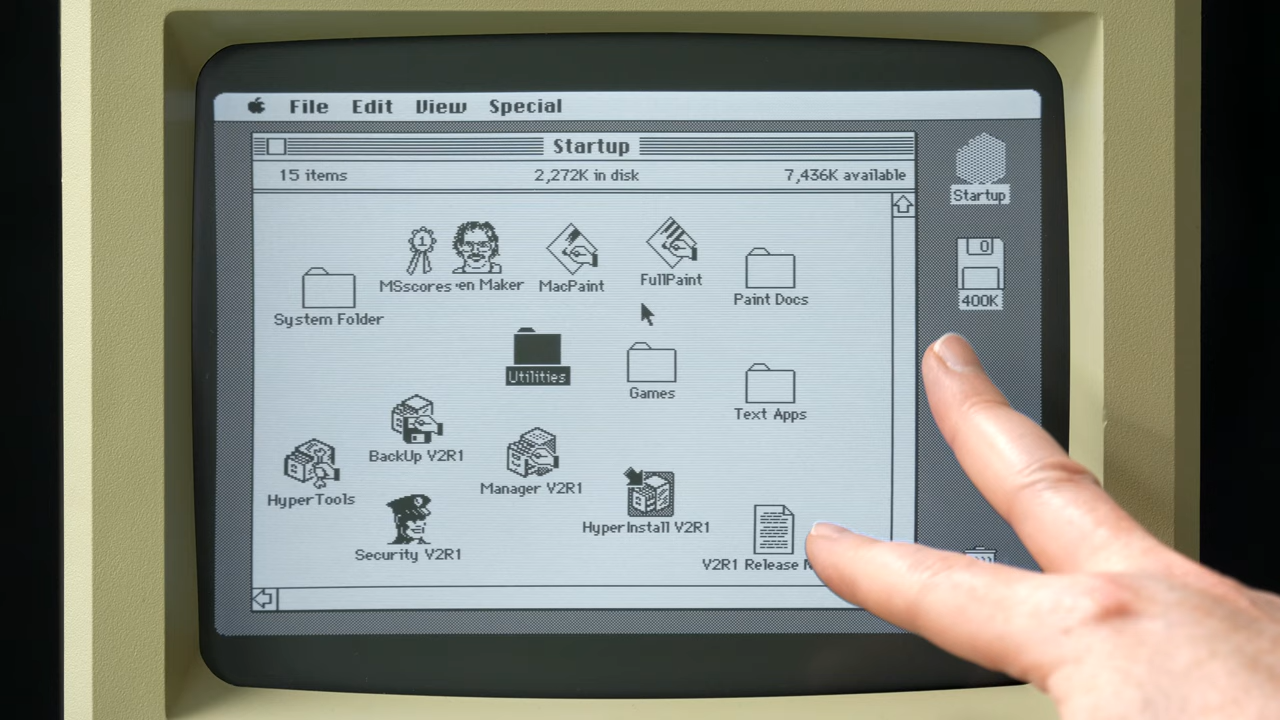 File Edit View Special
Startup
15 items 2,272K in disk 7,436K available
Startup
1
0
MSscores en Maker MacPaint FullPaint Paint Docs
400K
System Folder
Utilities Games Text Apps
BackUp V2R1
Manager V2R1
HyperTools
HyperInstall V2R1
Security V2R1
V2R1 Release